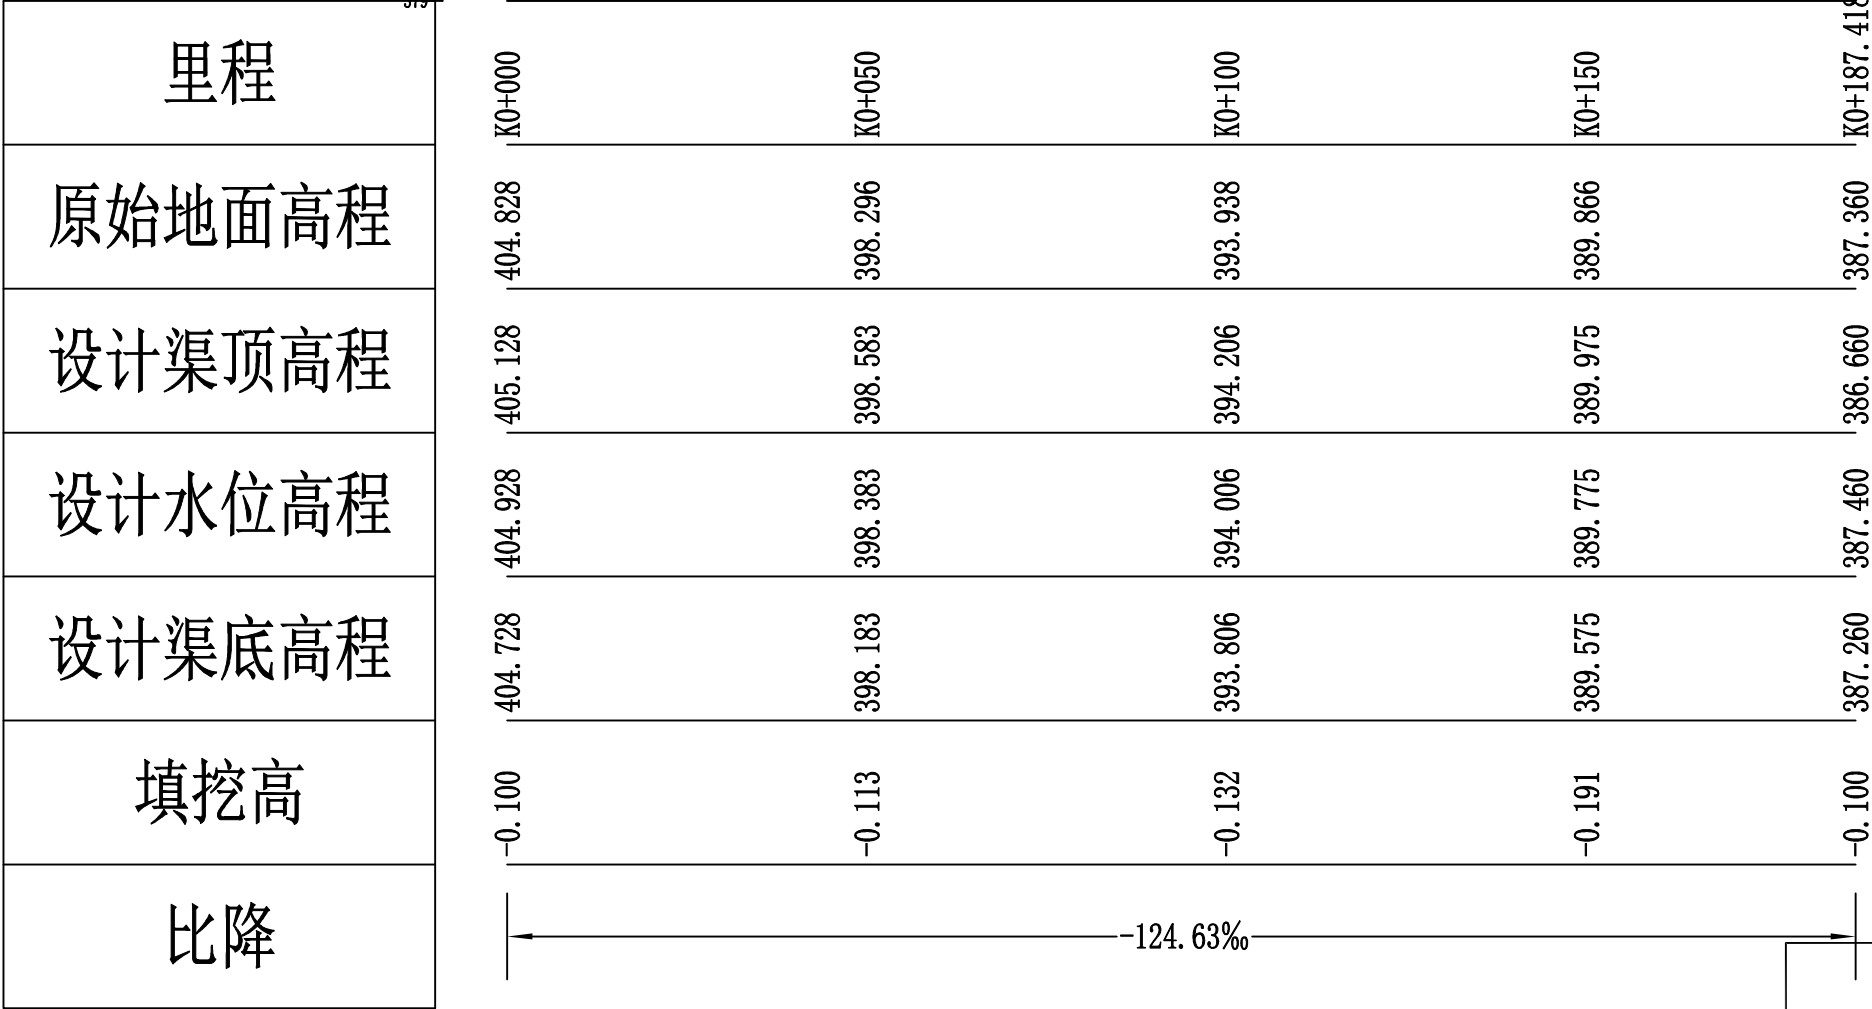 里程 K0+000 K0+050 K0+100 K0+150 K0+187.418
原始地面高程 404.828 398.296 393.938 389.866 387.360
设计渠顶高程 405.128 398.583 394.206 389.975 386.660
设计水位高程 404.928 398.383 394.006 389.775 387.460
设计渠底高程 404.728 398.183 393.806 389.575 387.260
填挖高 -0.100 -0.113 -0.132 -0.191 -0.100
比降 -124.63‰